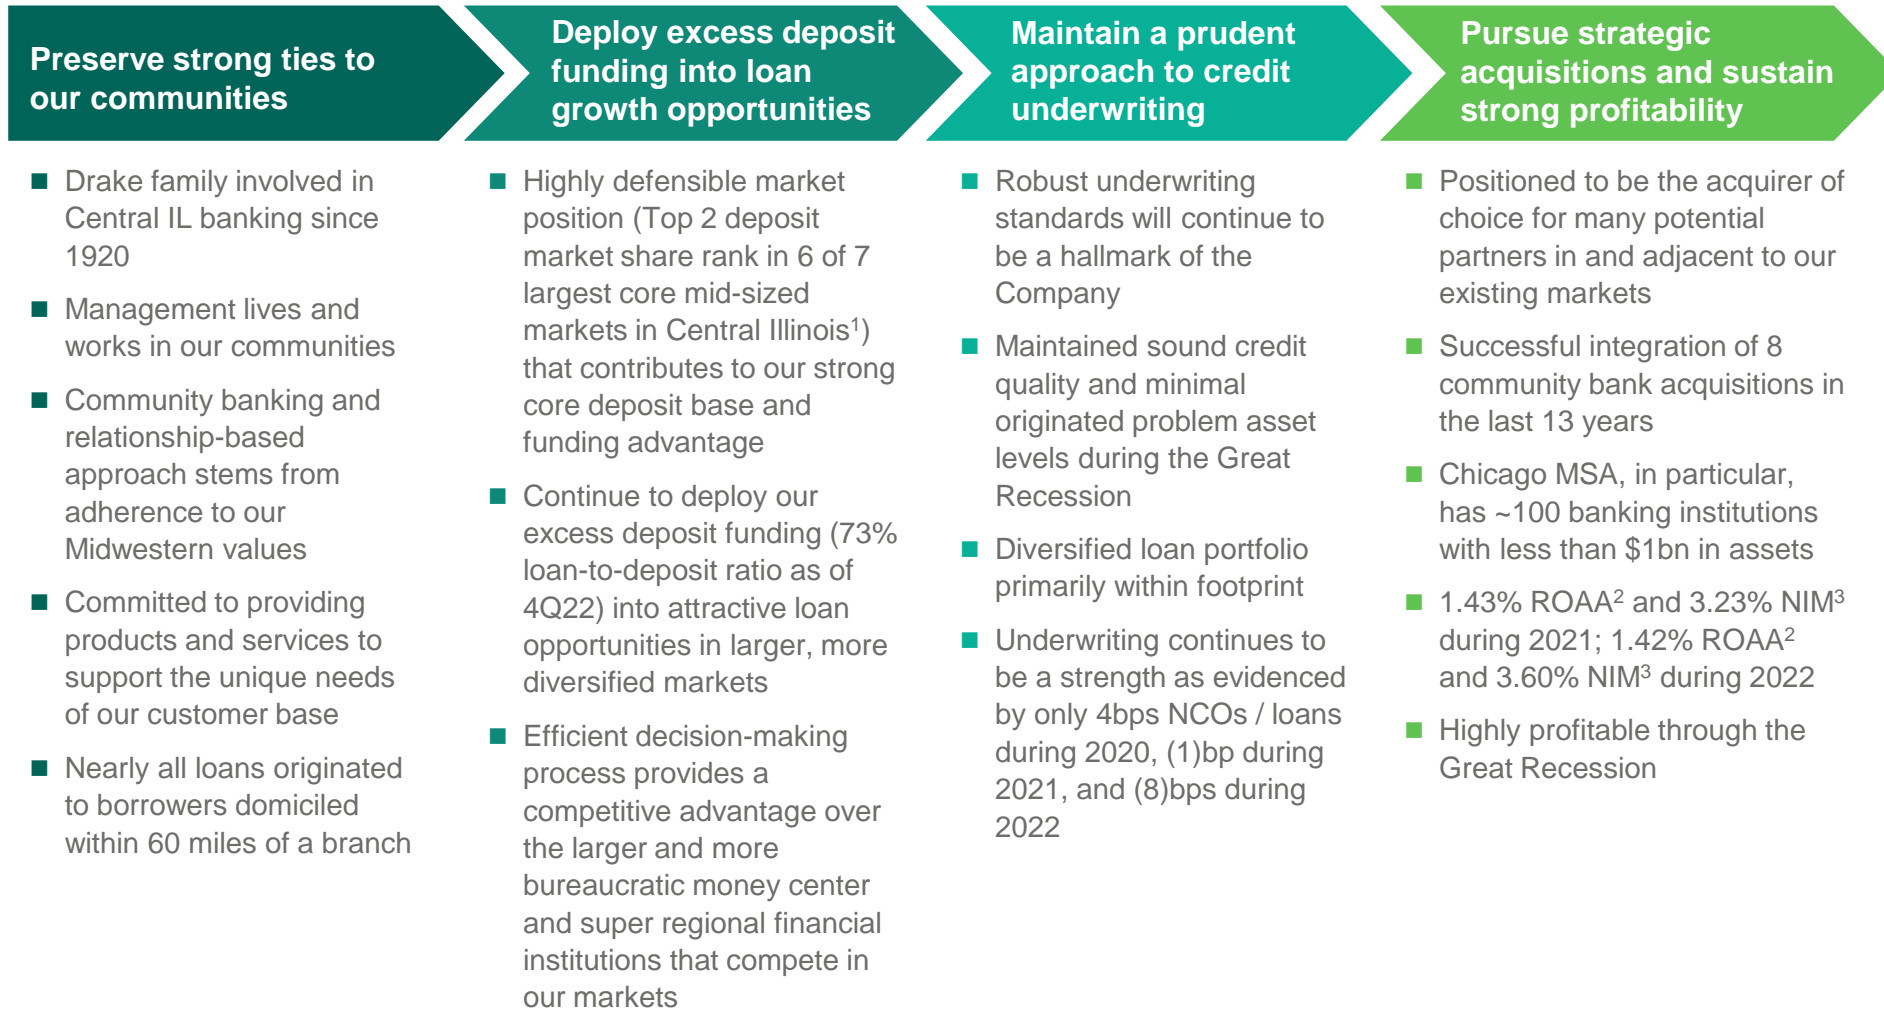 Preserve strong ties to
our communities
Drake family involved in
Central IL banking since
1920
Management lives and
works in our communities
Community banking and
relationship-based
approach stems from
adherence to our
Midwestern values
Committed to providing
products and services to
support the unique needs
of our customer base
Nearly all loans originated
to borrowers domiciled
within 60 miles of a branch
Deploy excess deposit
funding into loan
growth opportunities
Highly defensible market
position (Top 2 deposit
market share rank in 6 of 7
largest core mid-sized
markets in Central Illinois¹)
that contributes to our strong
core deposit base and
funding advantage
Continue to deploy our
excess deposit funding (73%
loan-to-deposit ratio as of
4Q22) into attractive loan
opportunities in larger, more
diversified markets
Efficient decision-making
process provides a
competitive advantage over
the larger and more
bureaucratic money center
and super regional financial
institutions that compete in
our markets
Maintain a prudent
approach to credit
underwriting
Robust underwriting
standards will continue to
be a hallmark of the
Company
Maintained sound credit
quality and minimal
originated problem asset
levels during the Great
Recession
Diversified loan portfolio
primarily within footprint
Underwriting continues to
be a strength as evidenced
by only 4bps NCOs / loans
during 2020, (1)bp during
2021, and (8)bps during
2022
Pursue strategic
acquisitions and sustain
strong profitability
Positioned to be the acquirer of
choice for many potential
partners in and adjacent to our
existing markets
Successful integration of 8
community bank acquisitions in
the last 13 years
Chicago MSA, in particular,
has ~100 banking institutions
with less than $1bn in assets
1.43% ROAA² and 3.23% NIM³
during 2021; 1.42% ROAA²
and 3.60% NIM³ during 2022
Highly profitable through the
Great Recession